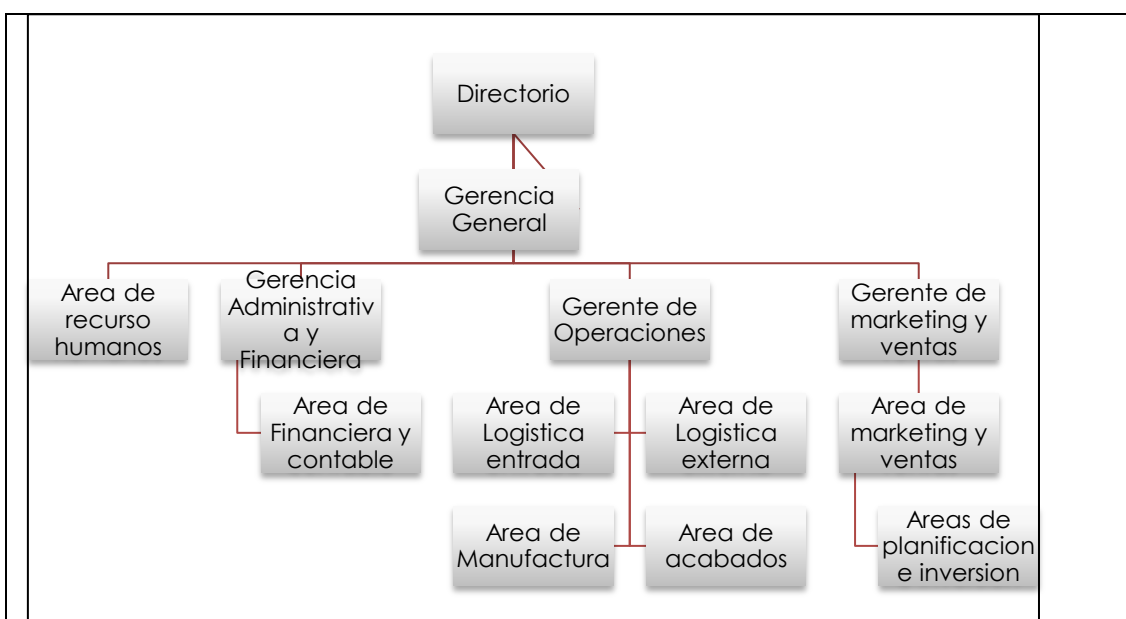 Directorio
Gerencia
General
Area de
recurso
humanos
Gerencia
Administrativ
a y
Financiera
Gerente de
Operaciones
Gerente de
marketing y
ventas
Area de
Financiera y
contable
Area de
Logistica
entrada
Area de
Logistica
externa
Area de
marketing y
ventas
Area de
Manufactura
Area de
acabados
Areas de
planificacion
e inversion